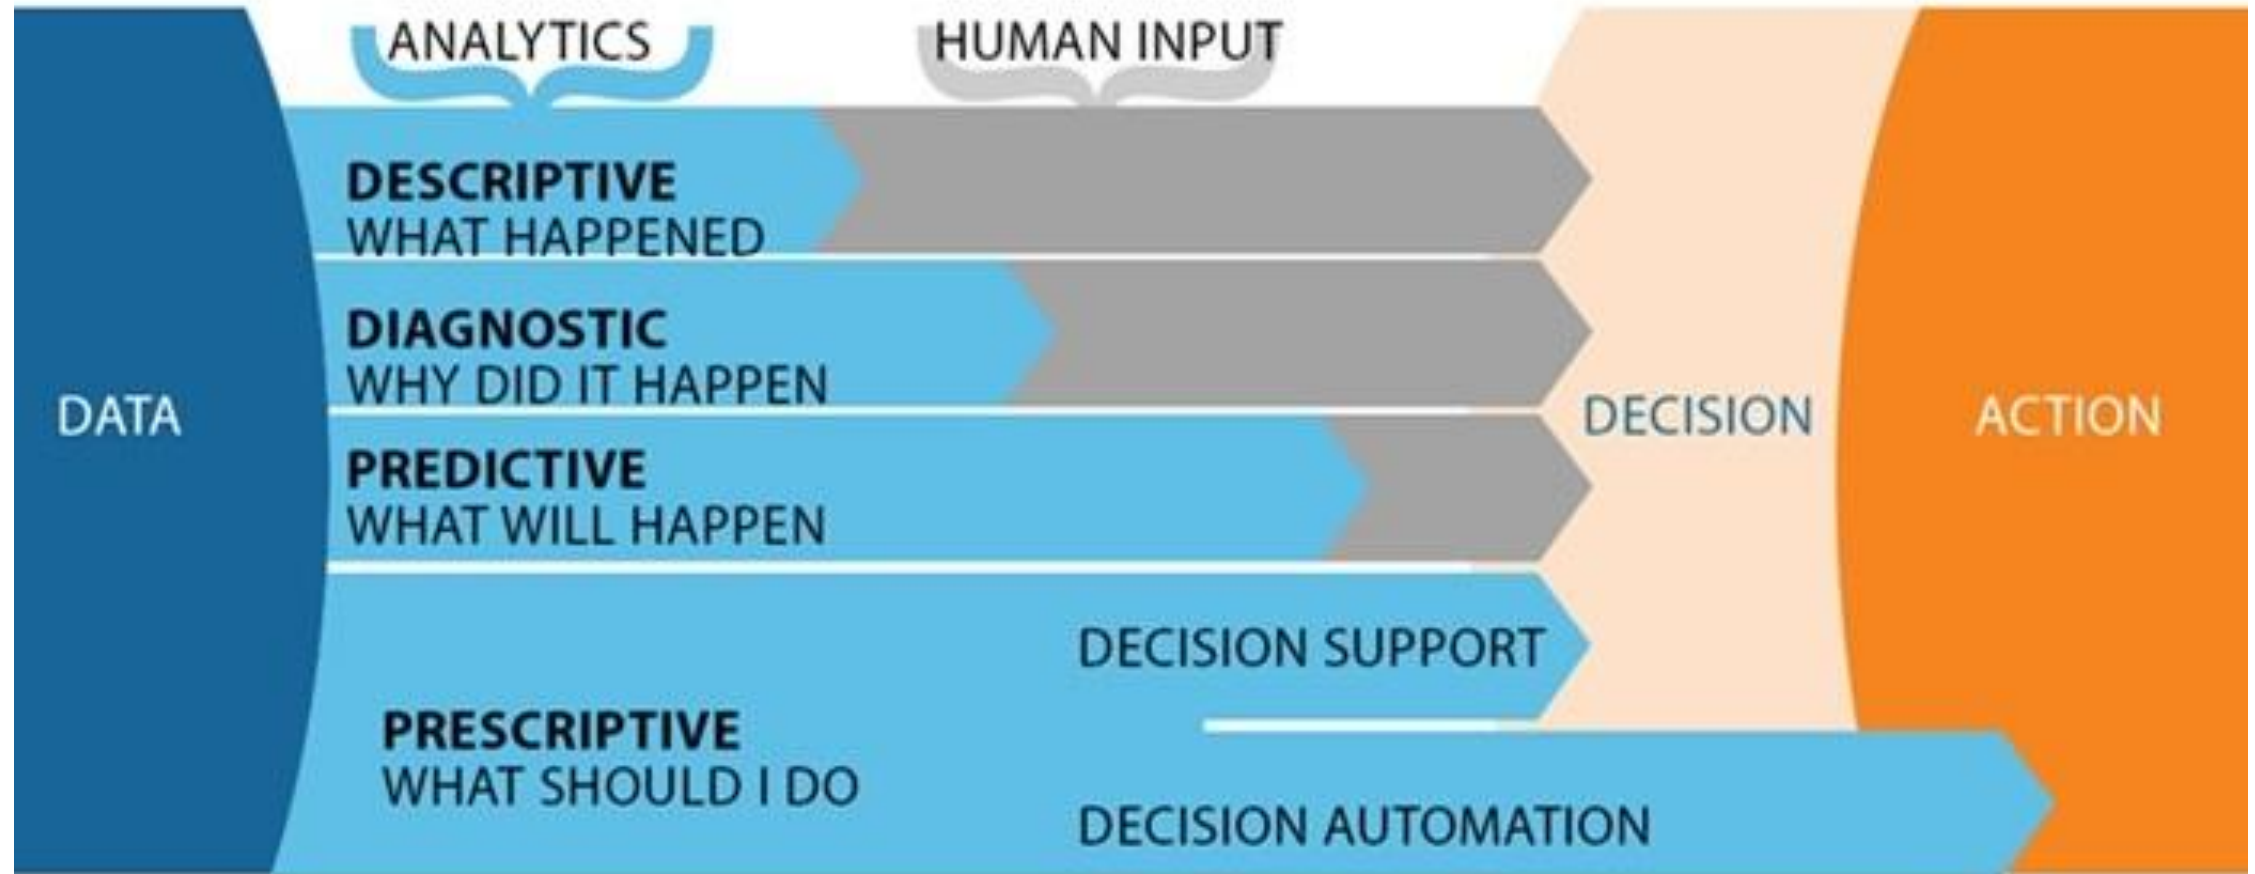 ANALYTICS
HUMAN INPUT
DESCRIPTIVE
WHAT HAPPENED
DIAGNOSTIC
WHY DID IT HAPPEN
DATA
DECISION
ACTION
PREDICTIVE
WHAT WILL HAPPEN
DECISION SUPPORT
PRESCRIPTIVE
WHAT SHOULD I DO
DECISION AUTOMATION